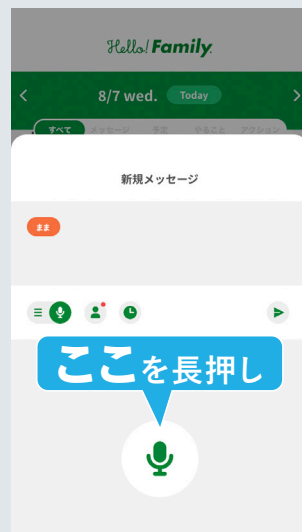 Hello! Family.
8/7 wed. Today
すべて メッセージ 予定 やること アクション
新規メッセージ
まま
ここを長押し